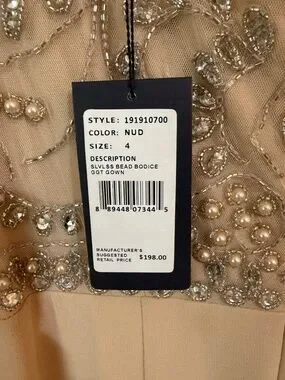 STYLE: 191910700
COLOR: NUD
SIZE: 4
DESCRIPTION
SLVLSS BEAD BODICE
GGT GOWN
8 89448 07344 5
MANUFACTURER'S
SUGGESTED
RETAIL PRICE $198.00